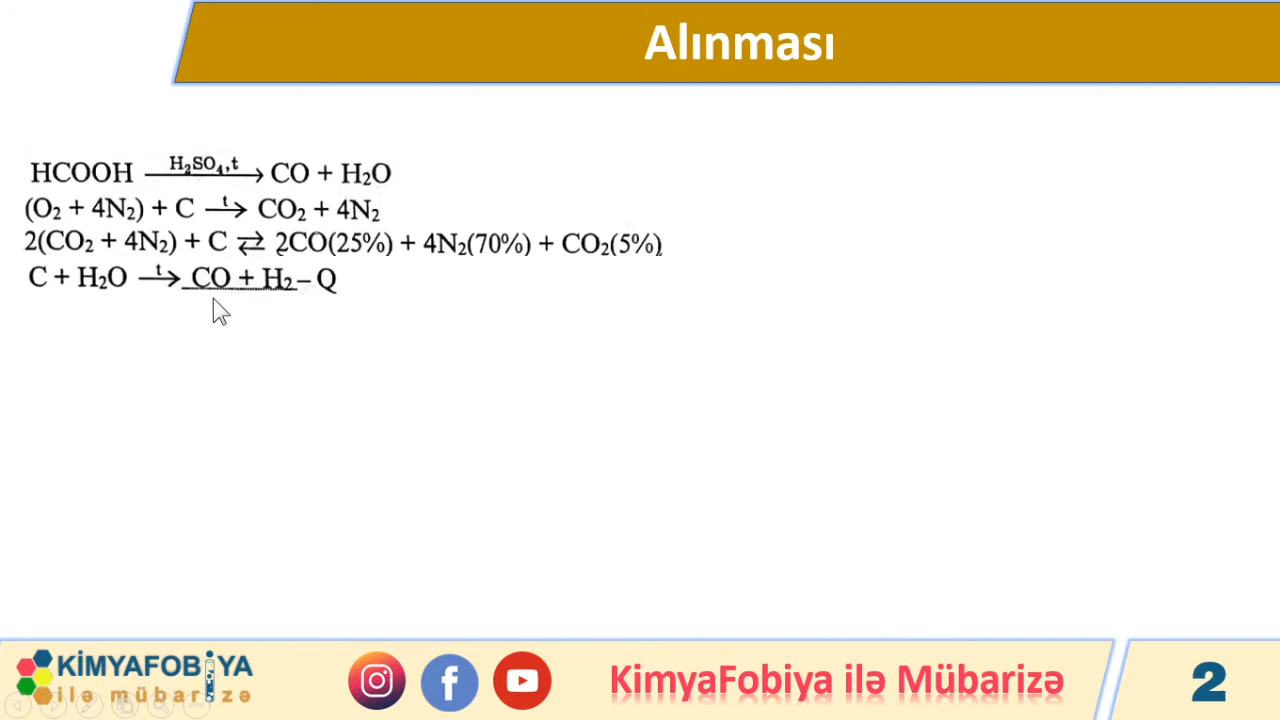 Alınması
HCOOH H₂SO₄,t → CO + H₂O
(O₂ + 4N₂) + C t → CO₂ + 4N₂
2(CO₂ + 4N₂) + C ⇄ 2CO(25%) + 4N₂(70%) + CO₂(5%)
C + H₂O t → CO + H₂ – Q
KİMYAFOBİYA
ilə mübarizə
KimyaFobiya ilə Mübarizə
2